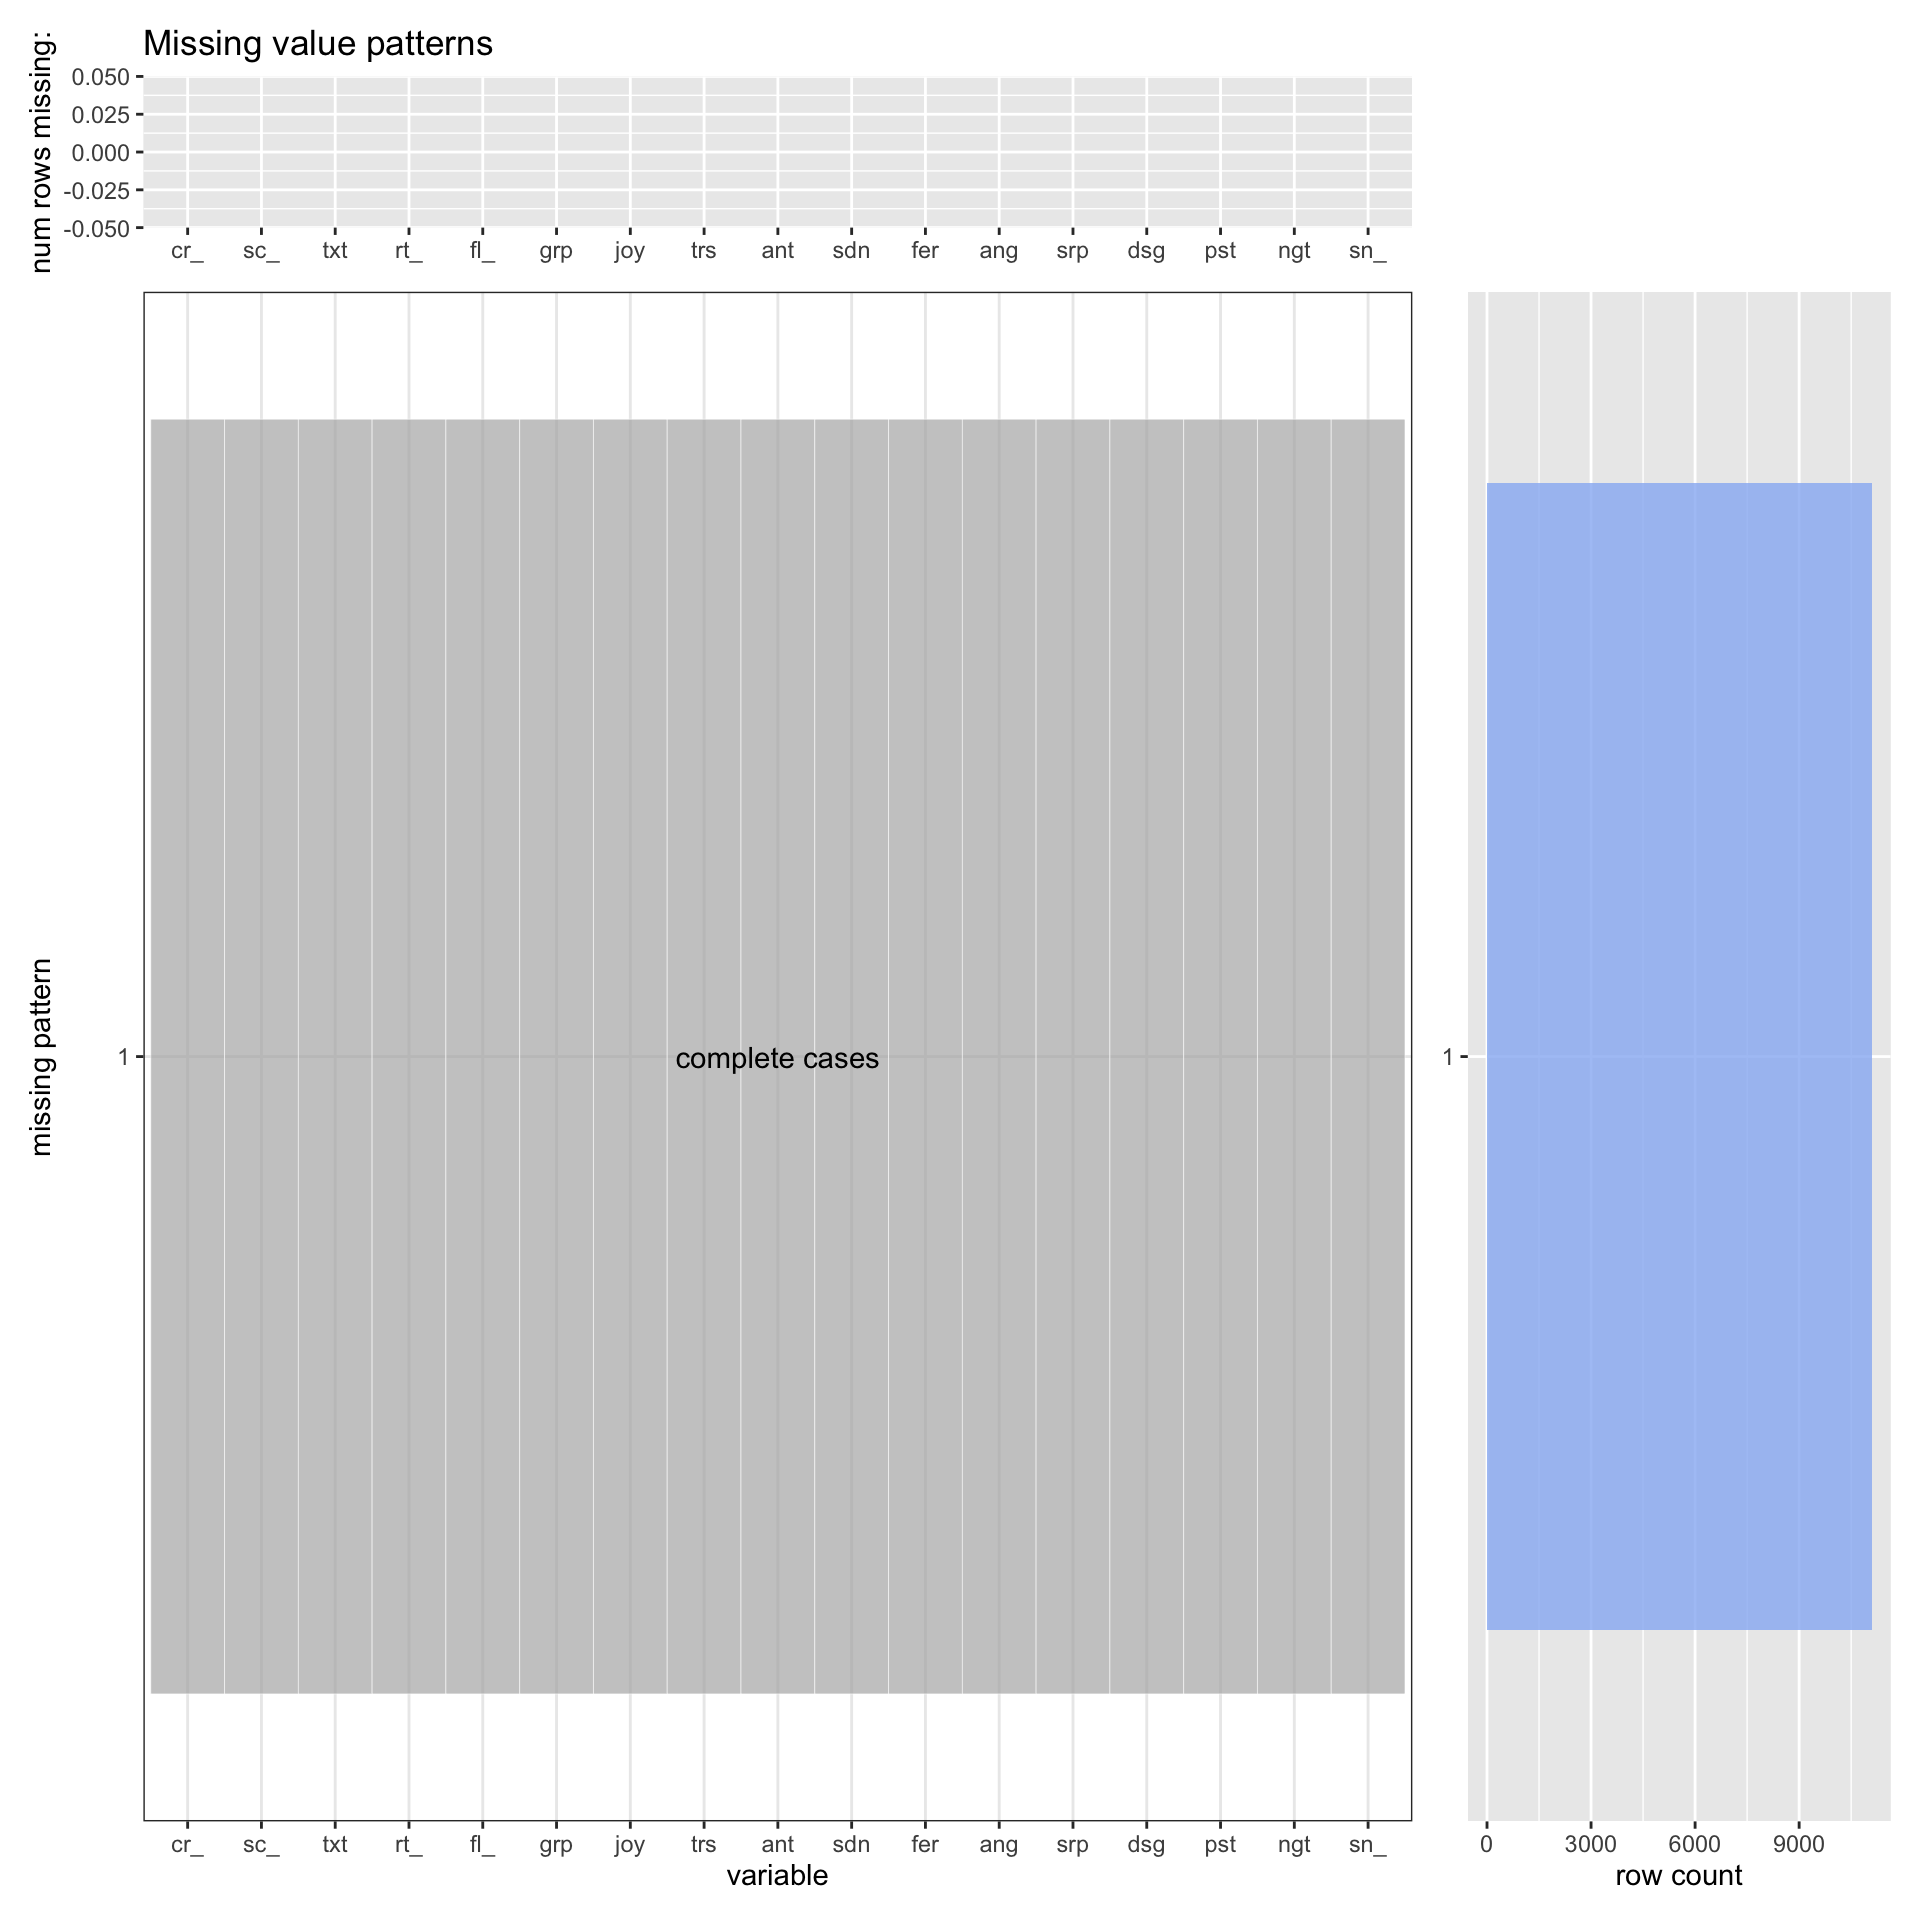 Missing value patterns
num rows missing:
0.050
0.025
0.000
-0.025
-0.050
cr_ sc_ txt rt_ fl_ grp joy trs ant sdn fer ang srp dsg pst ngt sn_
missing pattern
1
complete cases
1
cr_ sc_ txt rt_ fl_ grp joy trs ant sdn fer ang srp dsg pst ngt sn_
variable
0 3000 6000 9000
row count